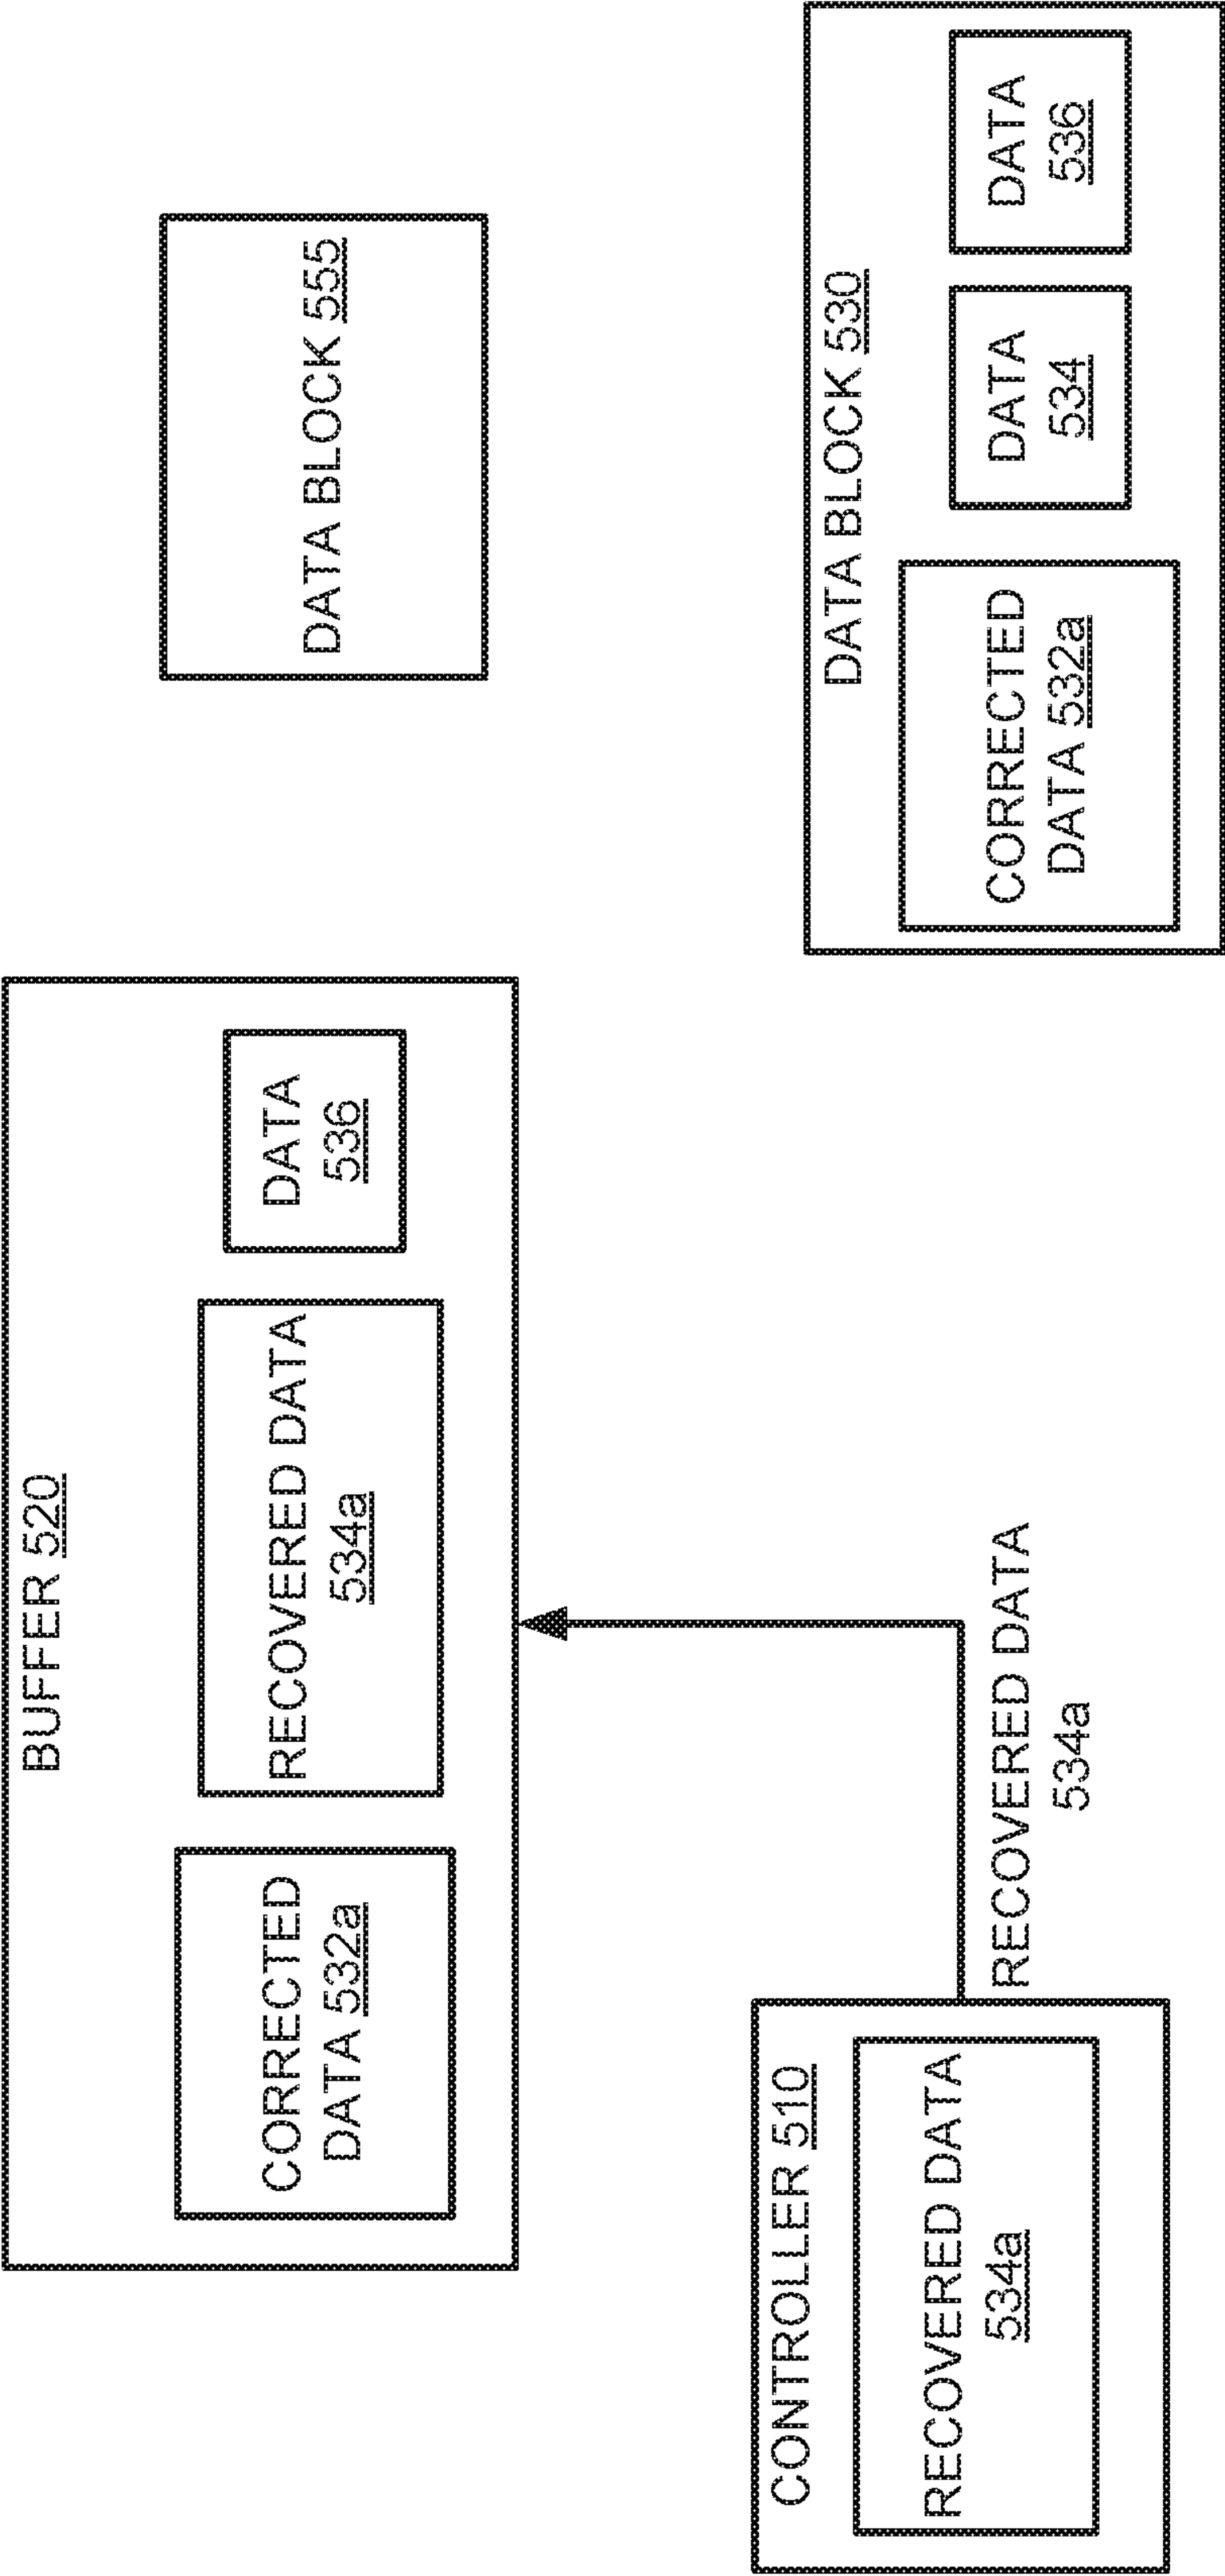 BUFFER 520
CORRECTED
DATA 532a
RECOVERED DATA
534a
DATA
536
DATA BLOCK 555
CONTROLLER 510
RECOVERED DATA
534a
RECOVERED DATA
534a
DATA BLOCK 530
CORRECTED
DATA 532a
DATA
534
DATA
536